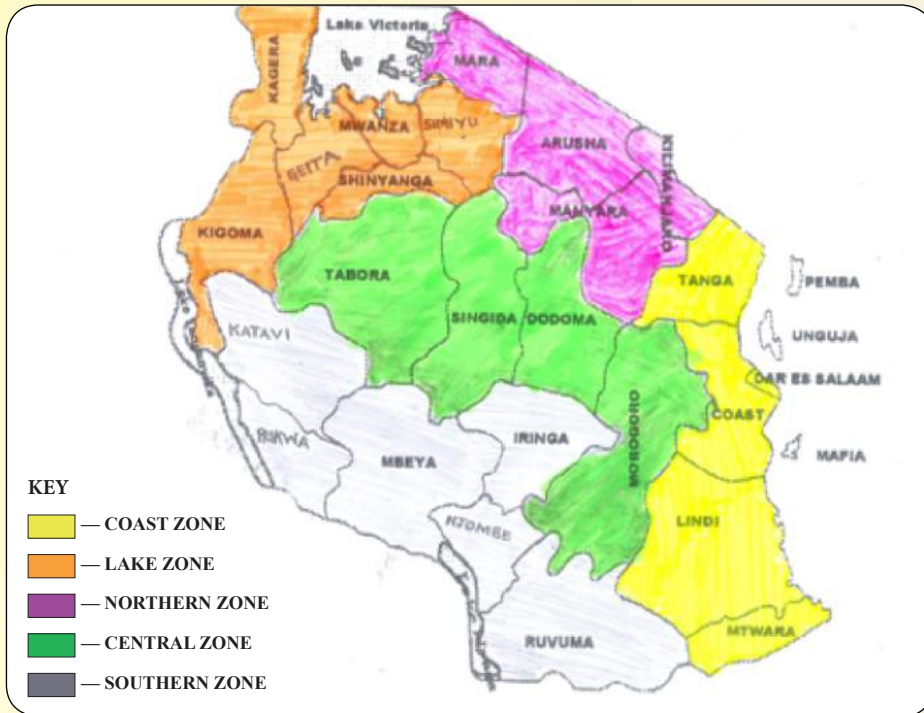 Lake Victoria
MARA
KAGERA
MWANZA
SIMIYU
ARUSHA
KILIMANJARO
GEITA
SHINYANGA
MANYARA
KIGOMA
TABORA
TANGA
PEMBA
SINGIDA
DODOMA
UNGUJA
KATAVI
DAR ES SALAAM
COAST
MOROGORO
IRINGA
RUKWA
MBEYA
MAFIA
LINDI
NJOMBE
RUVUMA
MTWARA
KEY
— COAST ZONE
— LAKE ZONE
— NORTHERN ZONE
— CENTRAL ZONE
— SOUTHERN ZONE